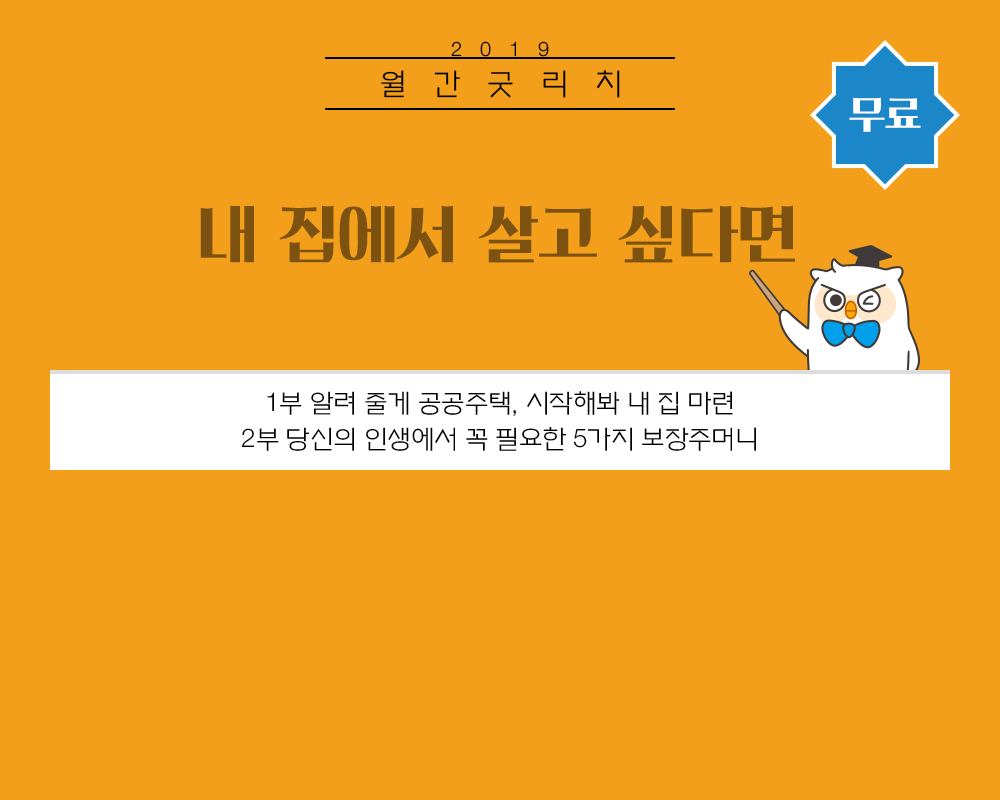 2019
월간굿리치
무료
내 집에서 살고 싶다면
1부 알려 줄게 공공주택, 시작해봐 내 집 마련
2부 당신의 인생에서 꼭 필요한 5가지 보장주머니